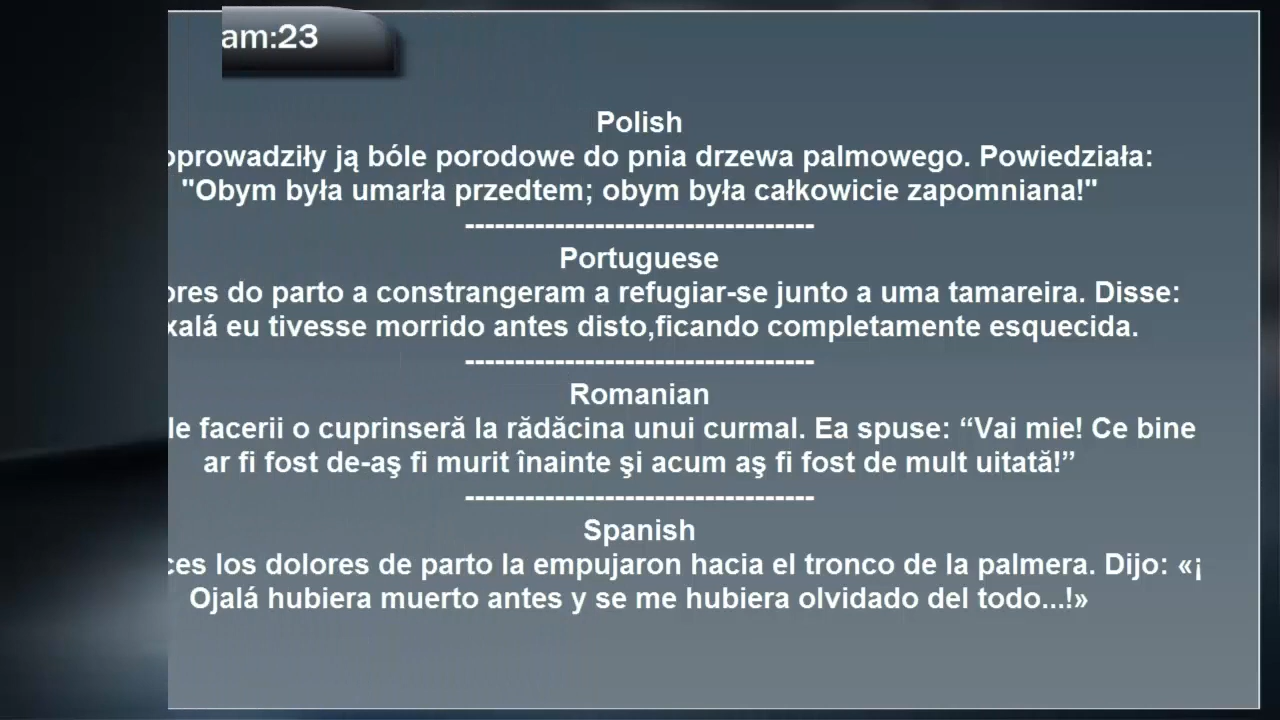 am:23
Polish
oprowadziły ją bóle porodowe do pnia drzewa palmowego. Powiedziała:
"Obym była umarła przedtem; obym była całkowicie zapomniana!"
-----------------------------------
Portuguese
ores do parto a constrangeram a refugiar-se junto a uma tamareira. Disse:
xalá eu tivesse morrido antes disto,ficando completamente esquecida.
-----------------------------------
Romanian
le facerii o cuprinseră la rădăcina unui curmal. Ea spuse: “Vai mie! Ce bine
ar fi fost de-aş fi murit înainte şi acum aş fi fost de mult uitată!”
-----------------------------------
Spanish
ces los dolores de parto la empujaron hacia el tronco de la palmera. Dijo: «¡
Ojalá hubiera muerto antes y se me hubiera olvidado del todo...!»